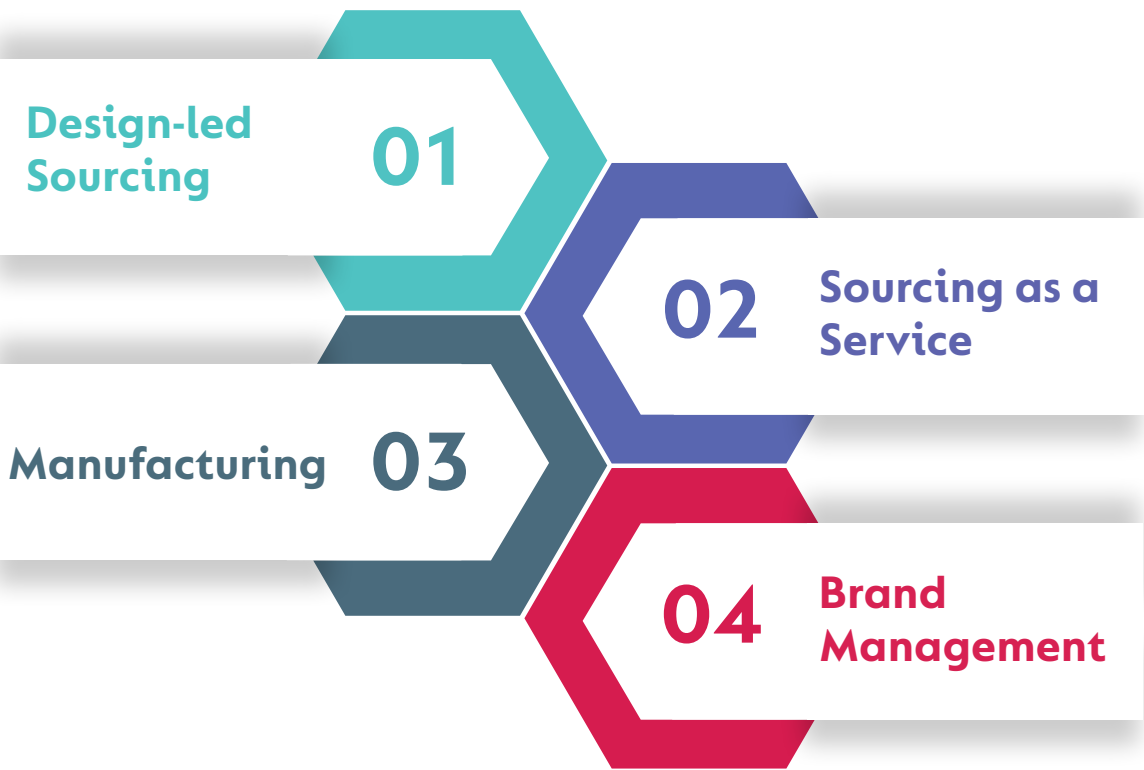 Design-led
Sourcing
01
02
Sourcing as a
Service
Manufacturing
03
04
Brand
Management